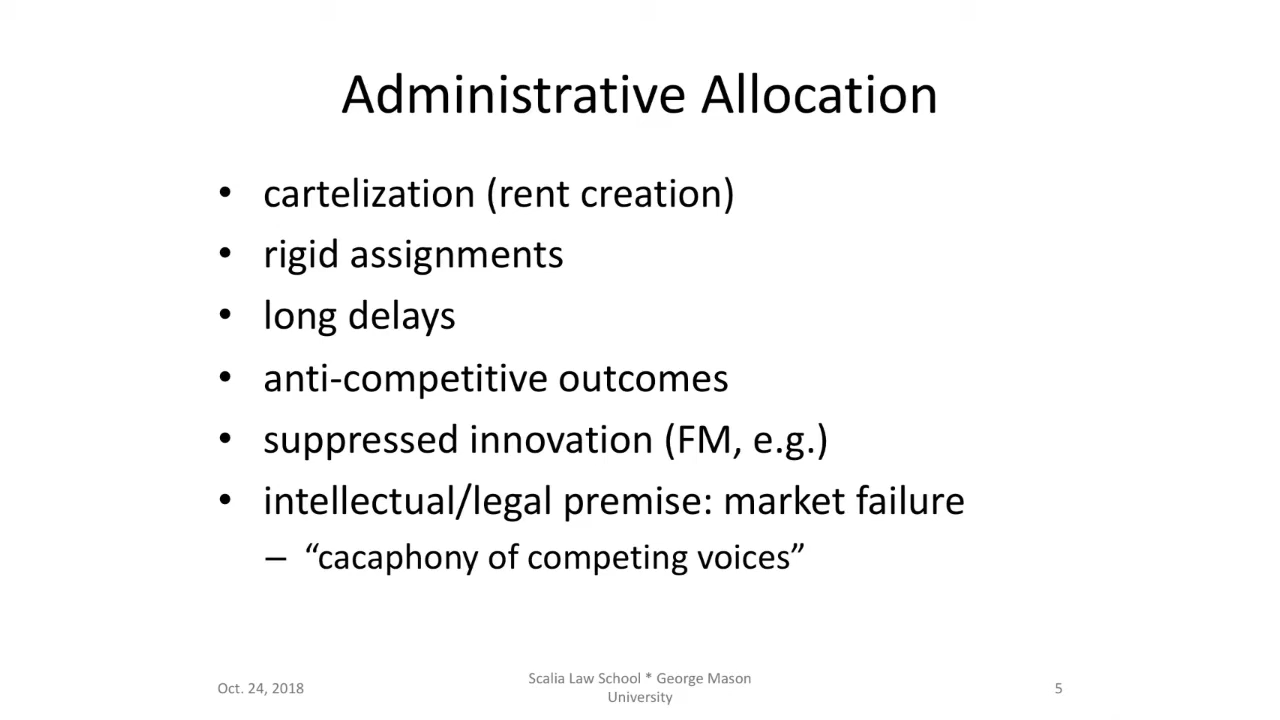 Administrative Allocation
• cartelization (rent creation)
• rigid assignments
• long delays
• anti-competitive outcomes
• suppressed innovation (FM, e.g.)
• intellectual/legal premise: market failure
– “cacaphony of competing voices”
Oct. 24, 2018
Scalia Law School * George Mason
University
5